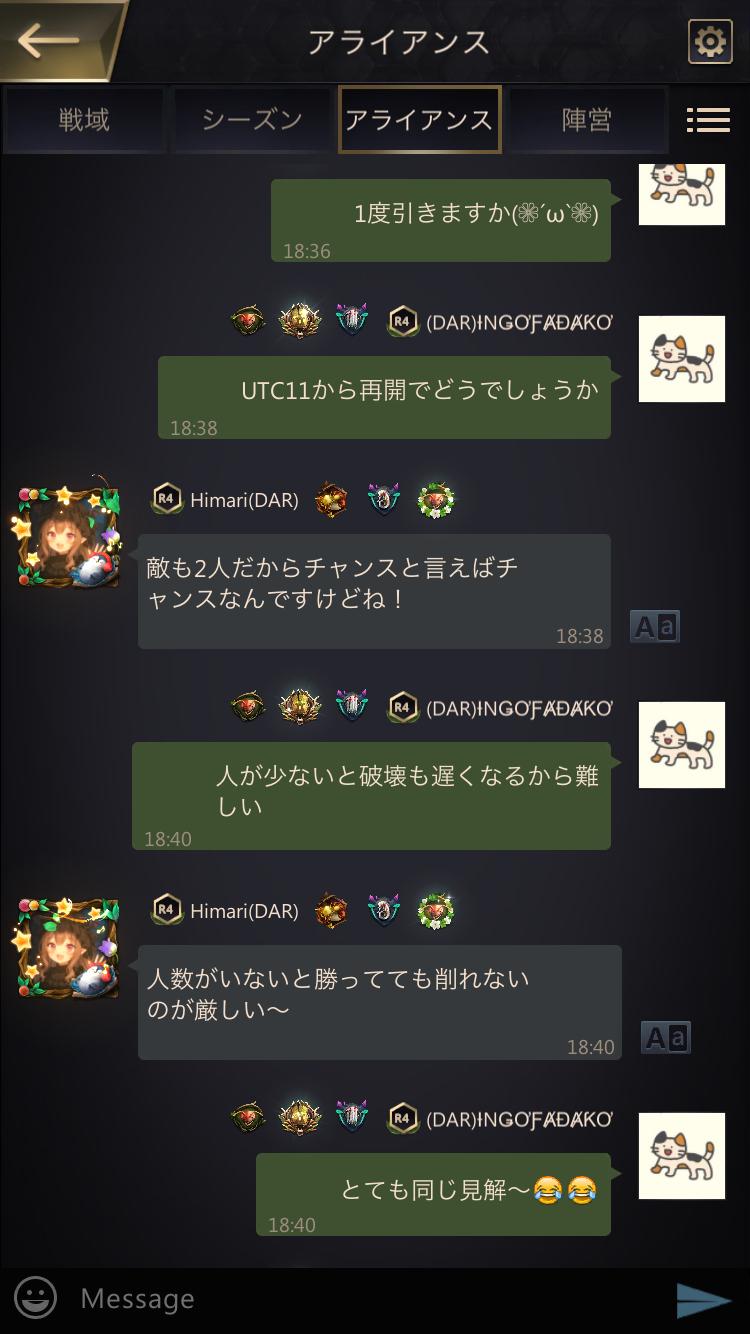 アライアンス
戦域
シーズン
アライアンス
陣営
1度引きますか(❀´ω`❀)
18:36
R4 (DAR)ƗNGƠƑȺĐȺƘƠ
UTC11から再開でどうでしょうか
18:38
R4 Himari(DAR)
敵も2人だからチャンスと言えばチ
ャンスなんですけどね！
18:38
Aa
R4 (DAR)ƗNGƠƑȺĐȺƘƠ
人が少ないと破壊も遅くなるから難
しい
18:40
R4 Himari(DAR)
人数がいないと勝ってても削れない
のが厳しい〜
18:40
Aa
R4 (DAR)ƗNGƠƑȺĐȺƘƠ
とても同じ見解〜😂😂
18:40
Message